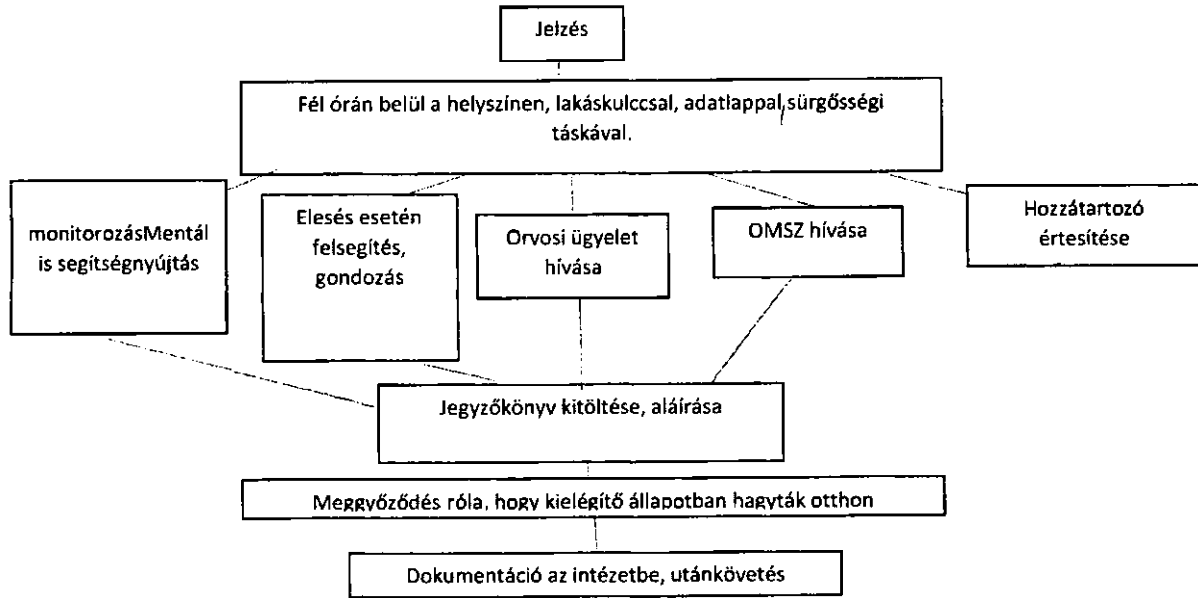 Jelzés
Fél órán belül a helyszínen, lakáskulccsal, adatlappal,sürgősségi
táskával.
monitorozásMentál
is segítségnyújtás
Elesés esetén
felsegítés,
gondozás
Orvosi ügyelet
hívása
OMSZ hívása
Hozzátartozó
értesítése
Jegyzőkönyv kitöltése, aláírása
Meggyőződés róla, hogy kielégítő állapotban hagyták otthon
Dokumentáció az intézetbe, utánkövetés